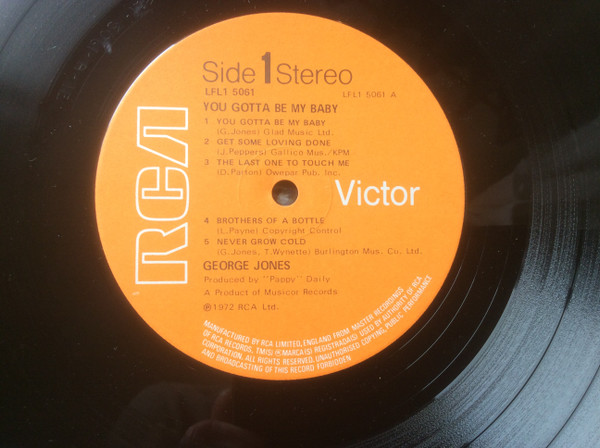 Side 1 Stereo
LFL1 5061
LFL1 5061 A
YOU GOTTA BE MY BABY
1 YOU GOTTA BE MY BABY
(G.Jones) Glad Music Ltd.
2 GET SOME LOVING DONE
(J.Peppers) Gallico Mus./KPM.
3 THE LAST ONE TO TOUCH ME
(D.Parton) Owepar Pub. Inc.
RCA
Victor
4 BROTHERS OF A BOTTLE
(L.Payne) Copyright Control
5 NEVER GROW COLD
(G.Jones, T.Wynette) Burlington Mus. Co. Ltd.
GEORGE JONES
Produced by "Pappy" Daily
A Product of Musicor Records
℗1972 RCA Ltd.
MANUFACTURED BY RCA LIMITED, ENGLAND FROM MASTER RECORDINGS
OF RCA RECORDS. TM(S) ® MARCA(S) REGISTRADA(S) USED BY AUTHORITY OF RCA
CORPORATION. ALL RIGHTS RESERVED. UNAUTHORISED COPYING, PUBLIC PERFORMANCE
AND BROADCASTING OF THIS RECORD FORBIDDEN